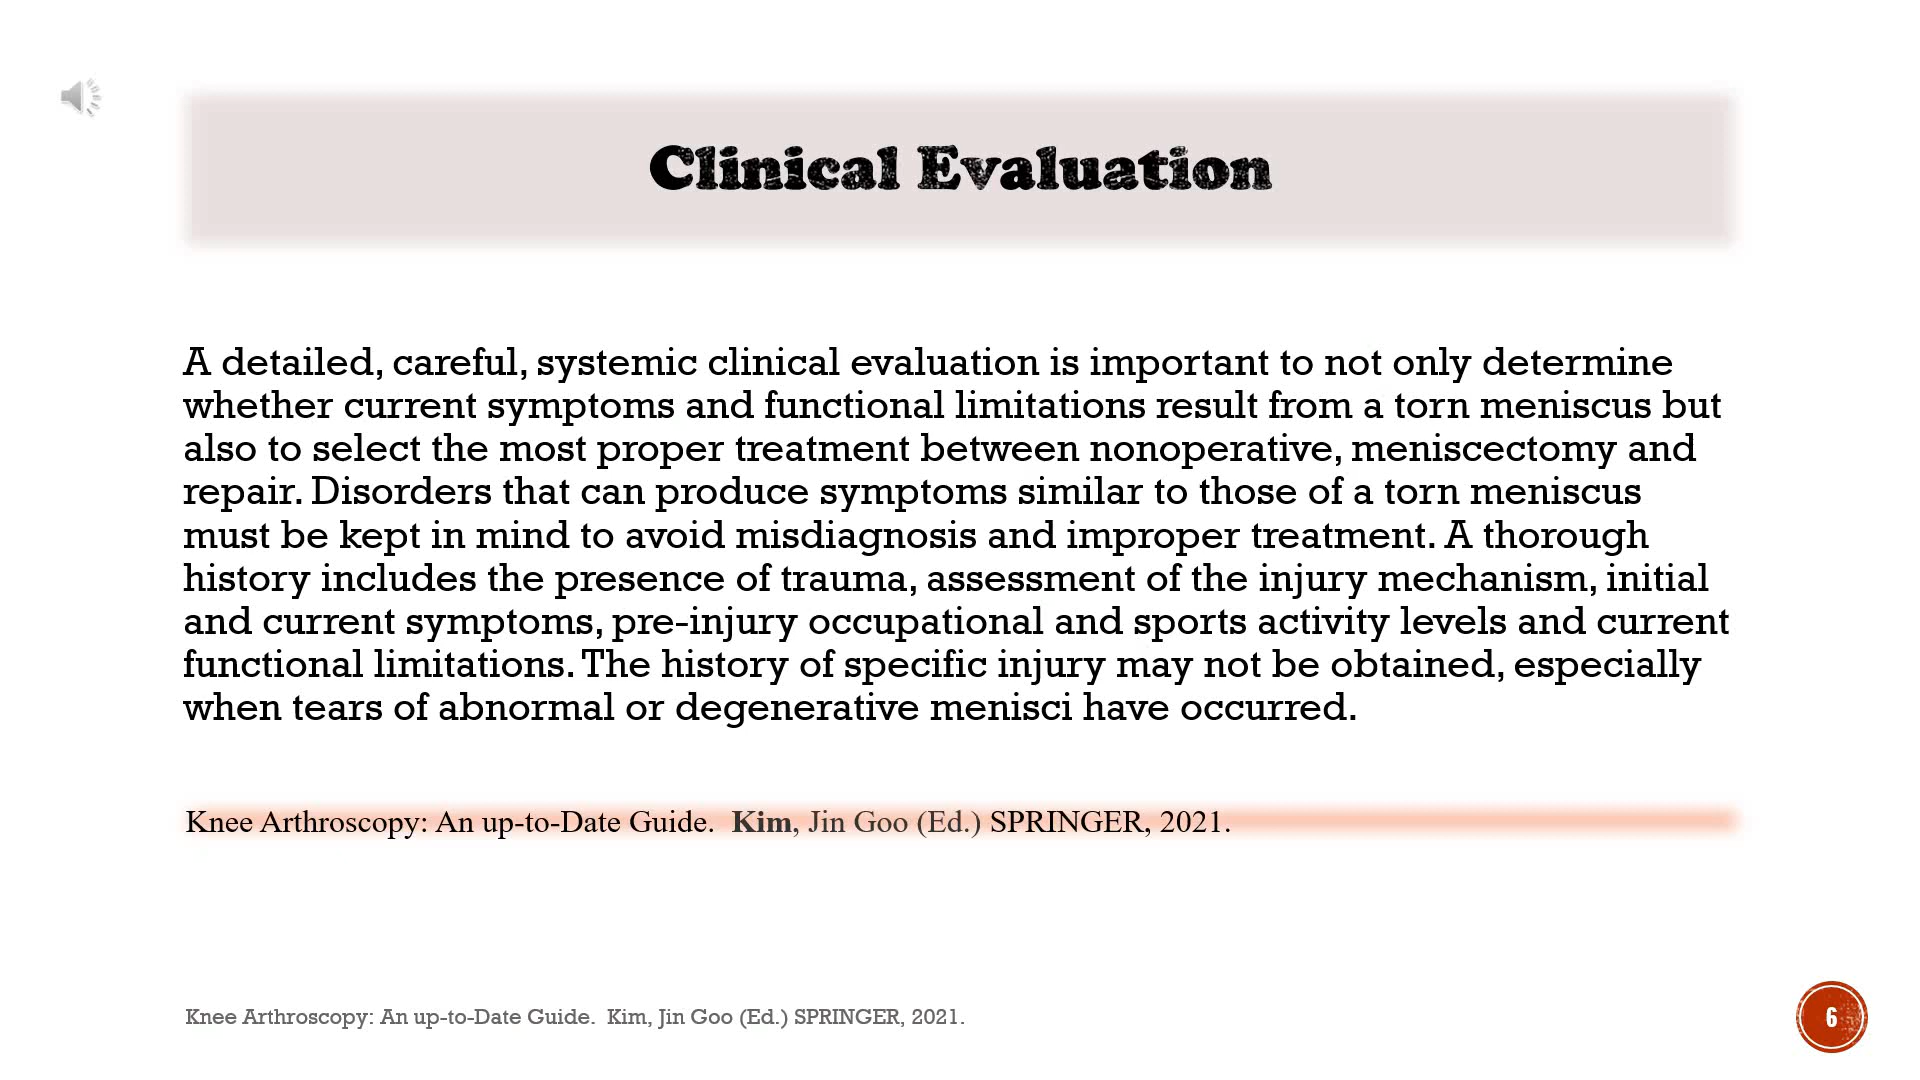 Clinical Evaluation
A detailed, careful, systemic clinical evaluation is important to not only determine
whether current symptoms and functional limitations result from a torn meniscus but
also to select the most proper treatment between nonoperative, meniscectomy and
repair. Disorders that can produce symptoms similar to those of a torn meniscus
must be kept in mind to avoid misdiagnosis and improper treatment. A thorough
history includes the presence of trauma, assessment of the injury mechanism, initial
and current symptoms, pre-injury occupational and sports activity levels and current
functional limitations. The history of specific injury may not be obtained, especially
when tears of abnormal or degenerative menisci have occurred.
Knee Arthroscopy: An up-to-Date Guide. Kim, Jin Goo (Ed.) SPRINGER, 2021.
Knee Arthroscopy: An up-to-Date Guide. Kim, Jin Goo (Ed.) SPRINGER, 2021.
6